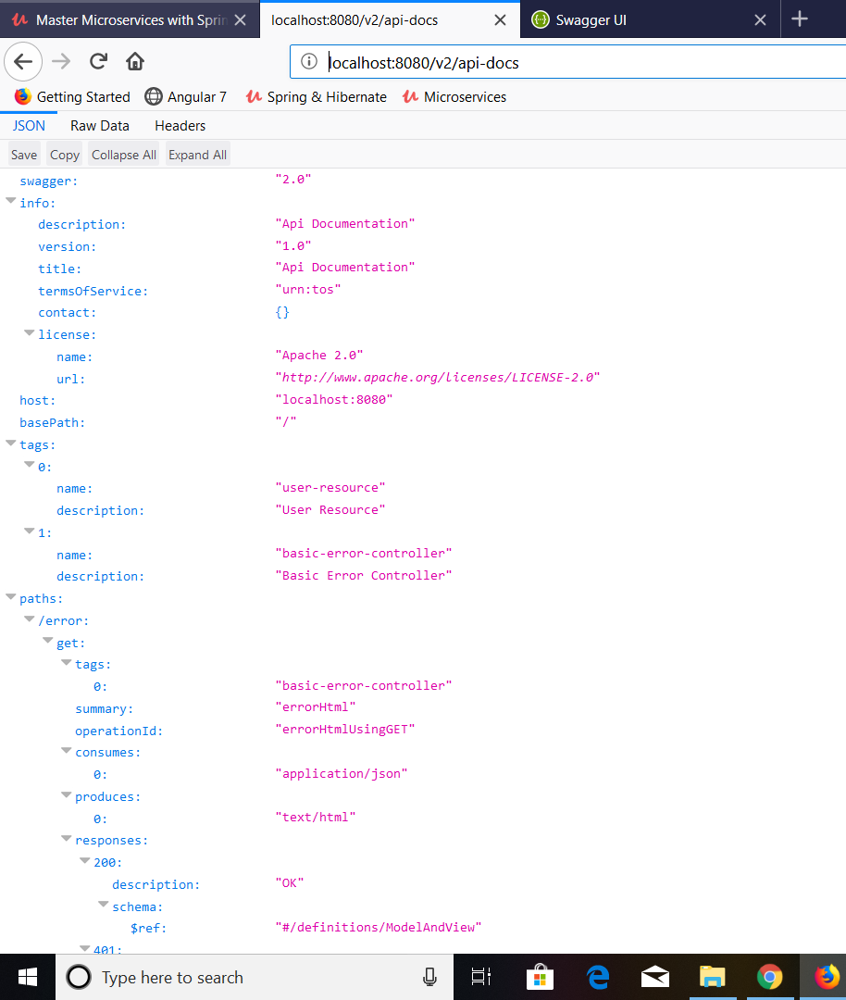 Master Microservices with Sprin
localhost:8080/v2/api-docs
Swagger UI
localhost:8080/v2/api-docs
Getting Started Angular 7 Spring & Hibernate Microservices
JSON Raw Data Headers
Save Copy Collapse All Expand All
swagger: "2.0"
info:
description: "Api Documentation"
version: "1.0"
title: "Api Documentation"
termsOfService: "urn:tos"
contact: {}
license:
name: "Apache 2.0"
url: "http://www.apache.org/licenses/LICENSE-2.0"
host: "localhost:8080"
basePath: "/"
tags:
0:
name: "user-resource"
description: "User Resource"
1:
name: "basic-error-controller"
description: "Basic Error Controller"
paths:
/error:
get:
tags:
0: "basic-error-controller"
summary: "errorHtml"
operationId: "errorHtmlUsingGET"
consumes:
0: "application/json"
produces:
0: "text/html"
responses:
200:
description: "OK"
schema:
$ref: "#/definitions/ModelAndView"
401:
Type here to search